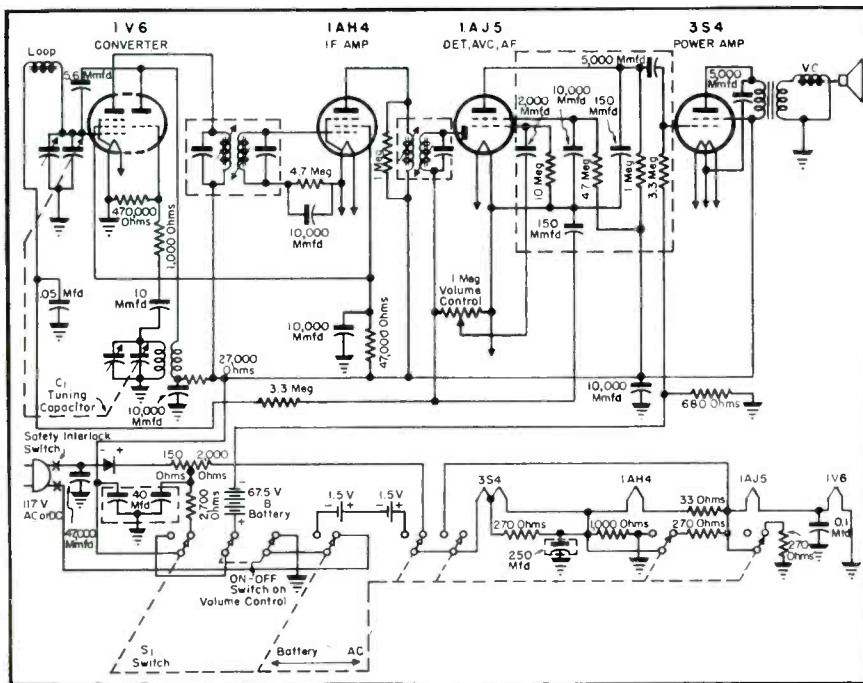 1V6
CONVERTER
1AH4
IF AMP
1AJ5
DET, AVC, AF
3S4
POWER AMP
Loop
5.6 Mmfd
5,000 Mmfd
2,000 Mmfd
10,000 Mmfd
150 Mmfd
5,000 Mmfd
V.C.
1 Meg
4.7 Meg
10,000 Mmfd
10 Meg
4.7 Meg
1 Meg
3.3 Meg
470,000 Ohms
1,000 Ohms
150 Mmfd
.05 Mfd
10 Mmfd
1 Meg Volume Control
10,000 Mmfd
47,000 Ohms
27,000 Ohms
C1 Tuning Capacitor
10,000 Mmfd
3.3 Meg
10,000 Mmfd
680 Ohms
Safety Interlock Switch
150 Ohms
2,000 Ohms
117 V AC or DC
47,000 Mmfd
40 Mfd
2,700 Ohms
67.5 V B Battery
1.5V
1.5V
3S4
1AH4
1AJ5
1V6
33 Ohms
270 Ohms
1,000 Ohms
270 Ohms
250 Mfd
270 Ohms
0.1 Mfd
ON-OFF Switch on Volume Control
S1 Switch
Battery
AC